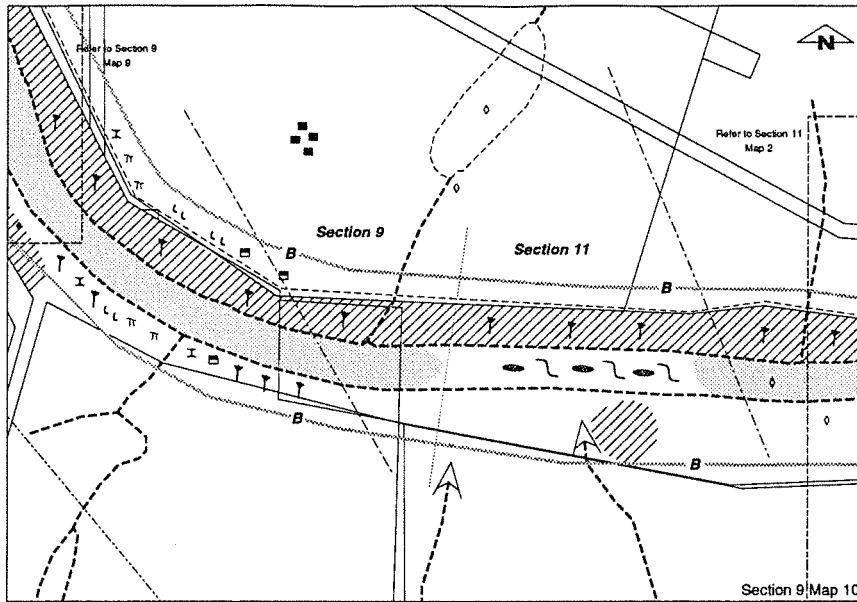 Refer to Section 9
Map 9
N
Refer to Section 11
Map 2
Section 9
B
Section 11
B
B
B
Section 9 Map 10